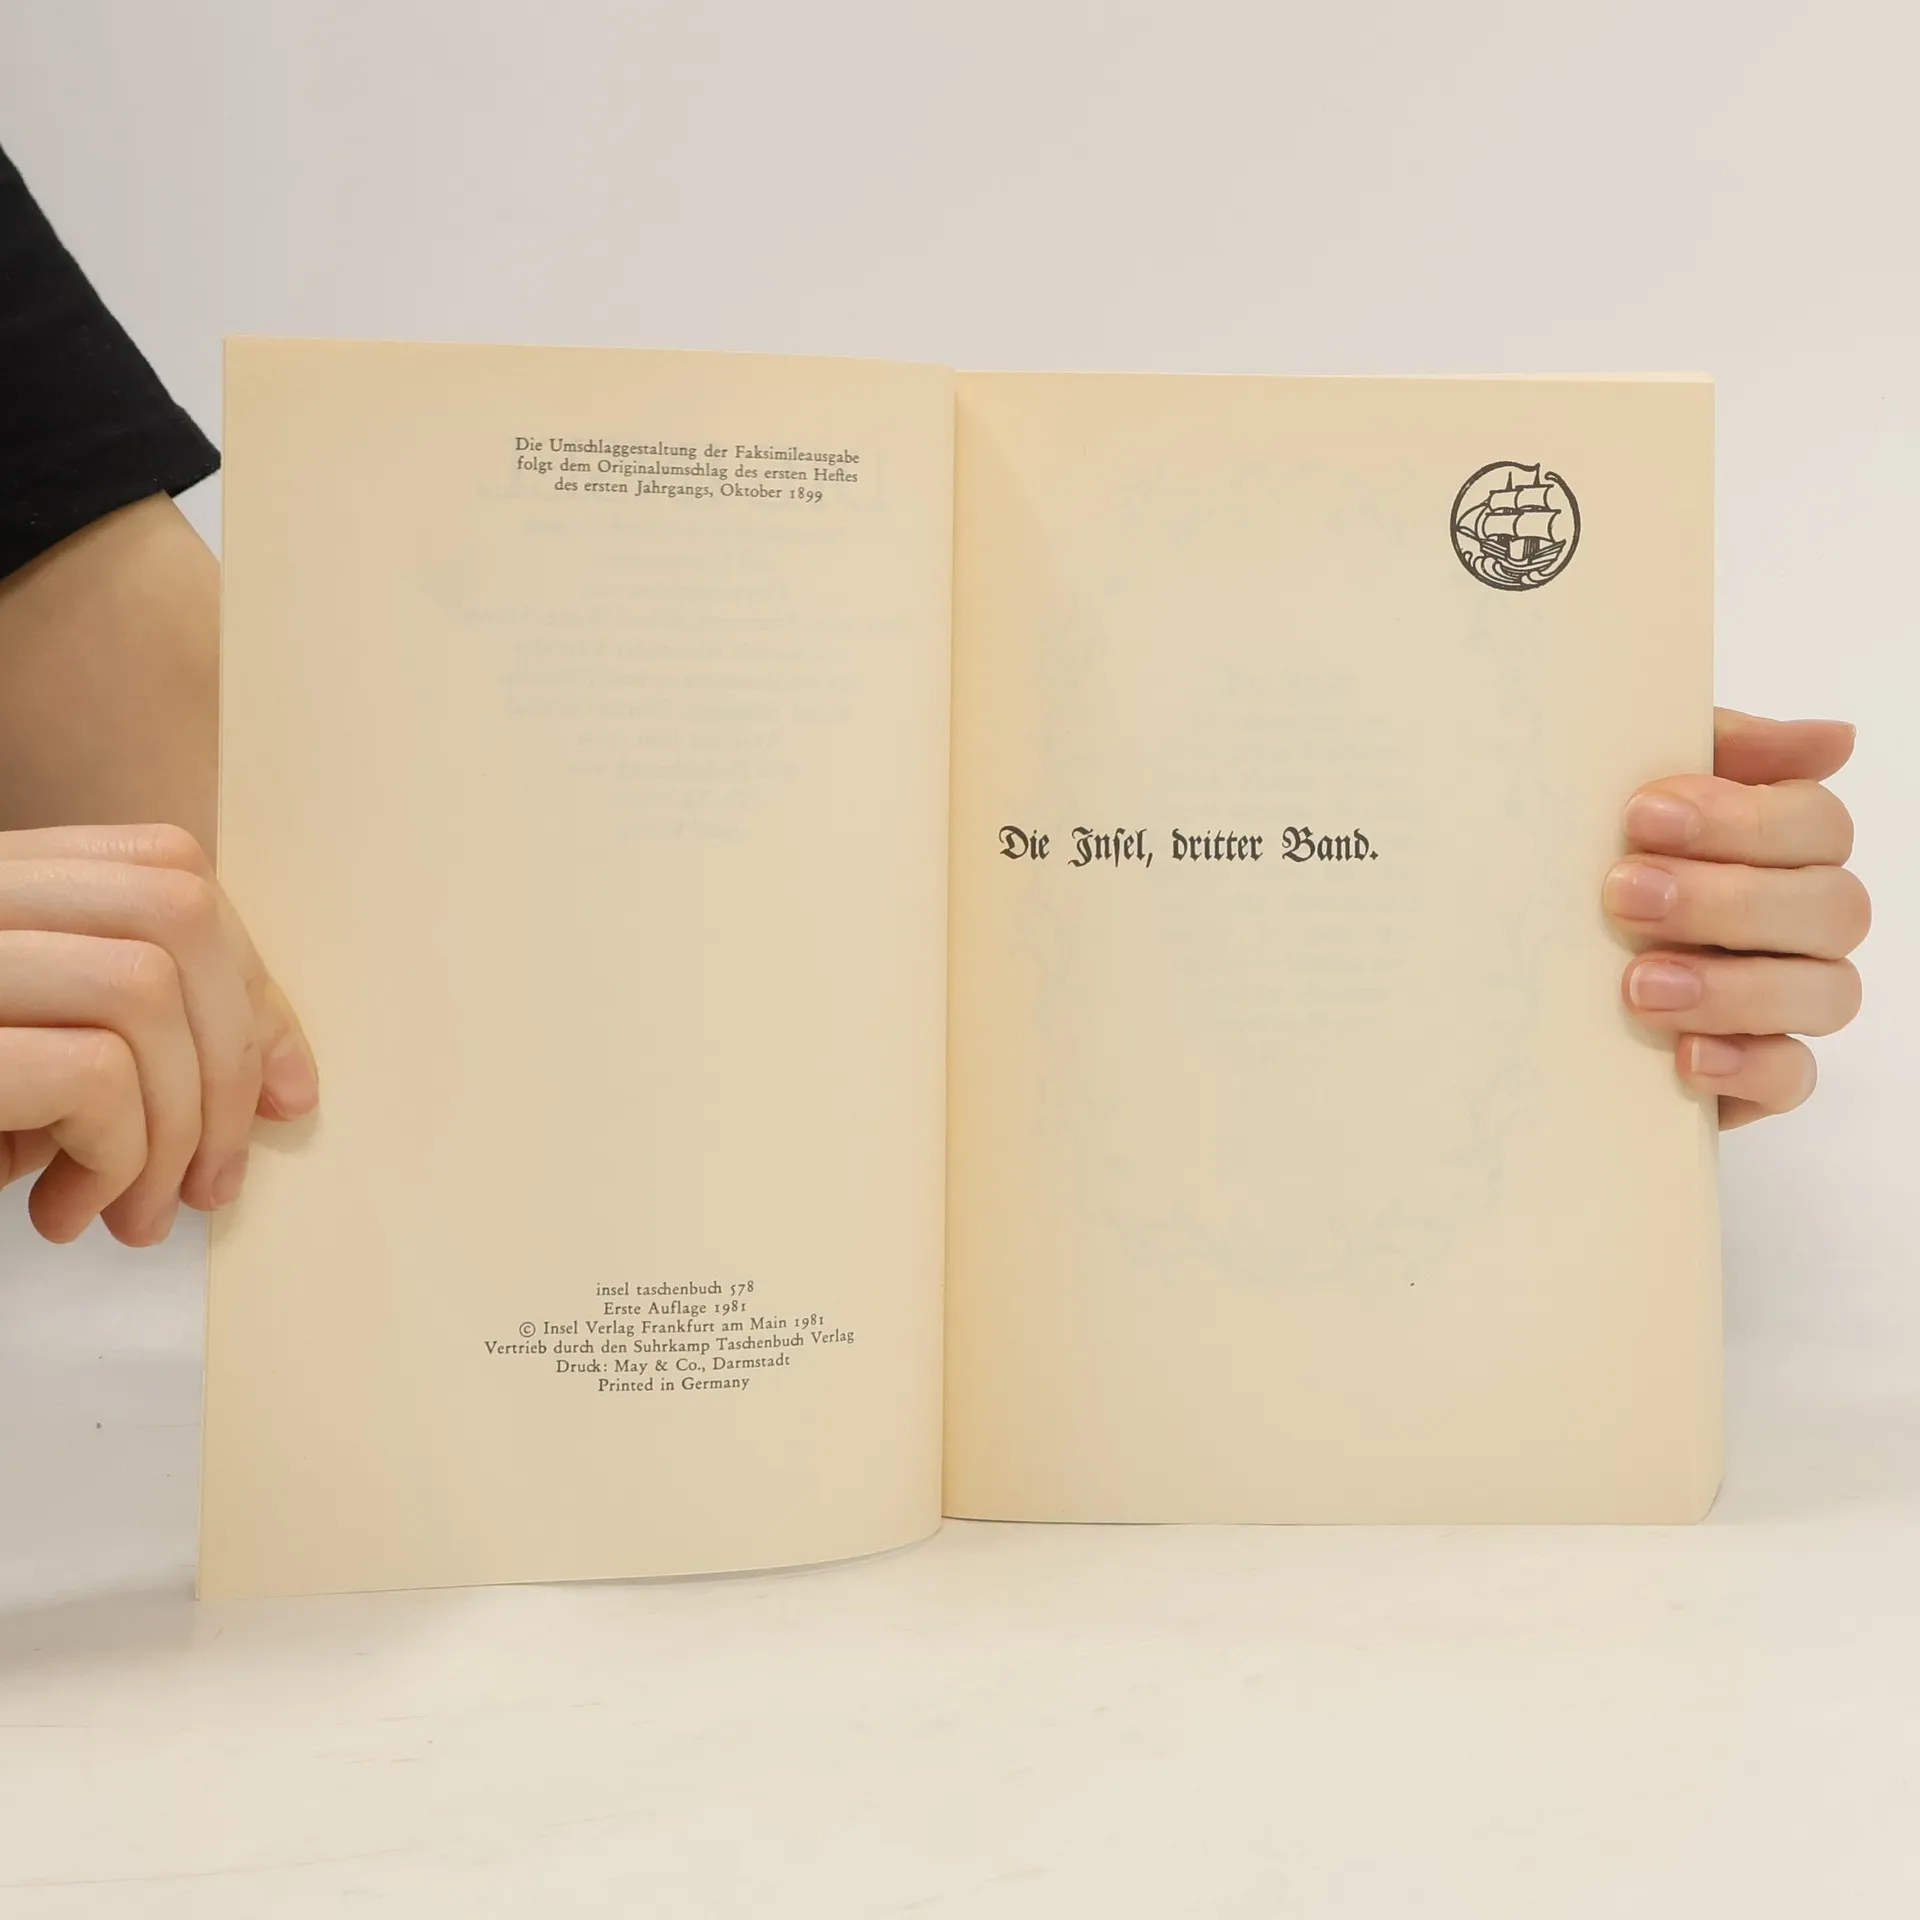 Die Umschlaggestaltung der Faksimileausgabe
folgt dem Originalumschlag des ersten Heftes
des ersten Jahrgangs, Oktober 1899
insel taschenbuch 578
Erste Auflage 1981
© Insel Verlag Frankfurt am Main 1981
Vertrieb durch den Suhrkamp Taschenbuch Verlag
Druck: May & Co., Darmstadt
Printed in Germany
Die Inſel, dritter Band.